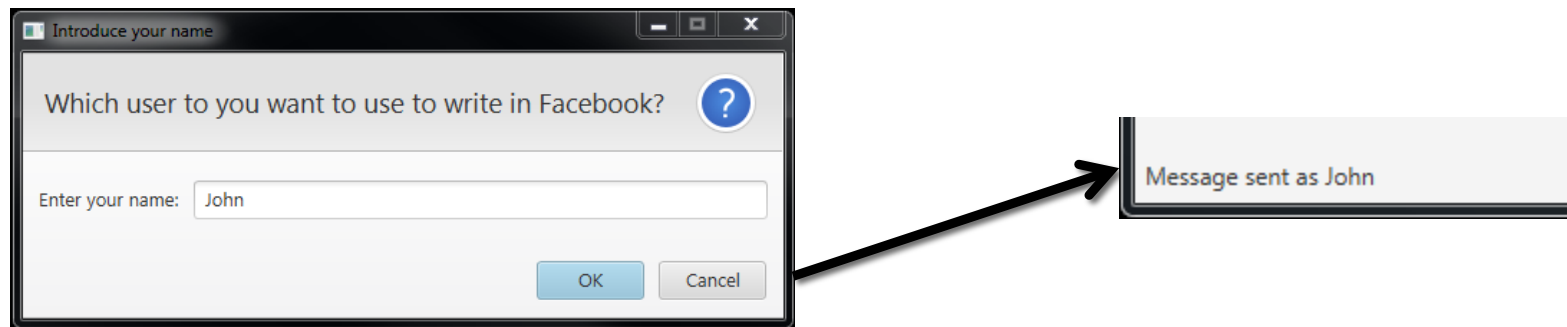 Introduce your name
Which user to you want to use to write in Facebook?
?
Enter your name: John
OK Cancel
Message sent as John